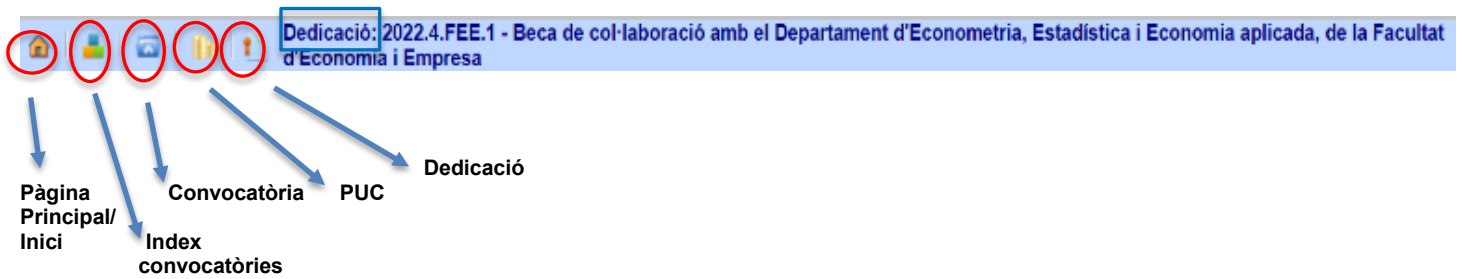 Dedicació: 2022.4.FEE.1 - Beca de col·laboració amb el Departament d'Econometria, Estadística i Economia aplicada, de la Facultat
d'Economia i Empresa
Dedicació
Pàgina
Principal/
Inici
Convocatòria
PUC
Index
convocatòries